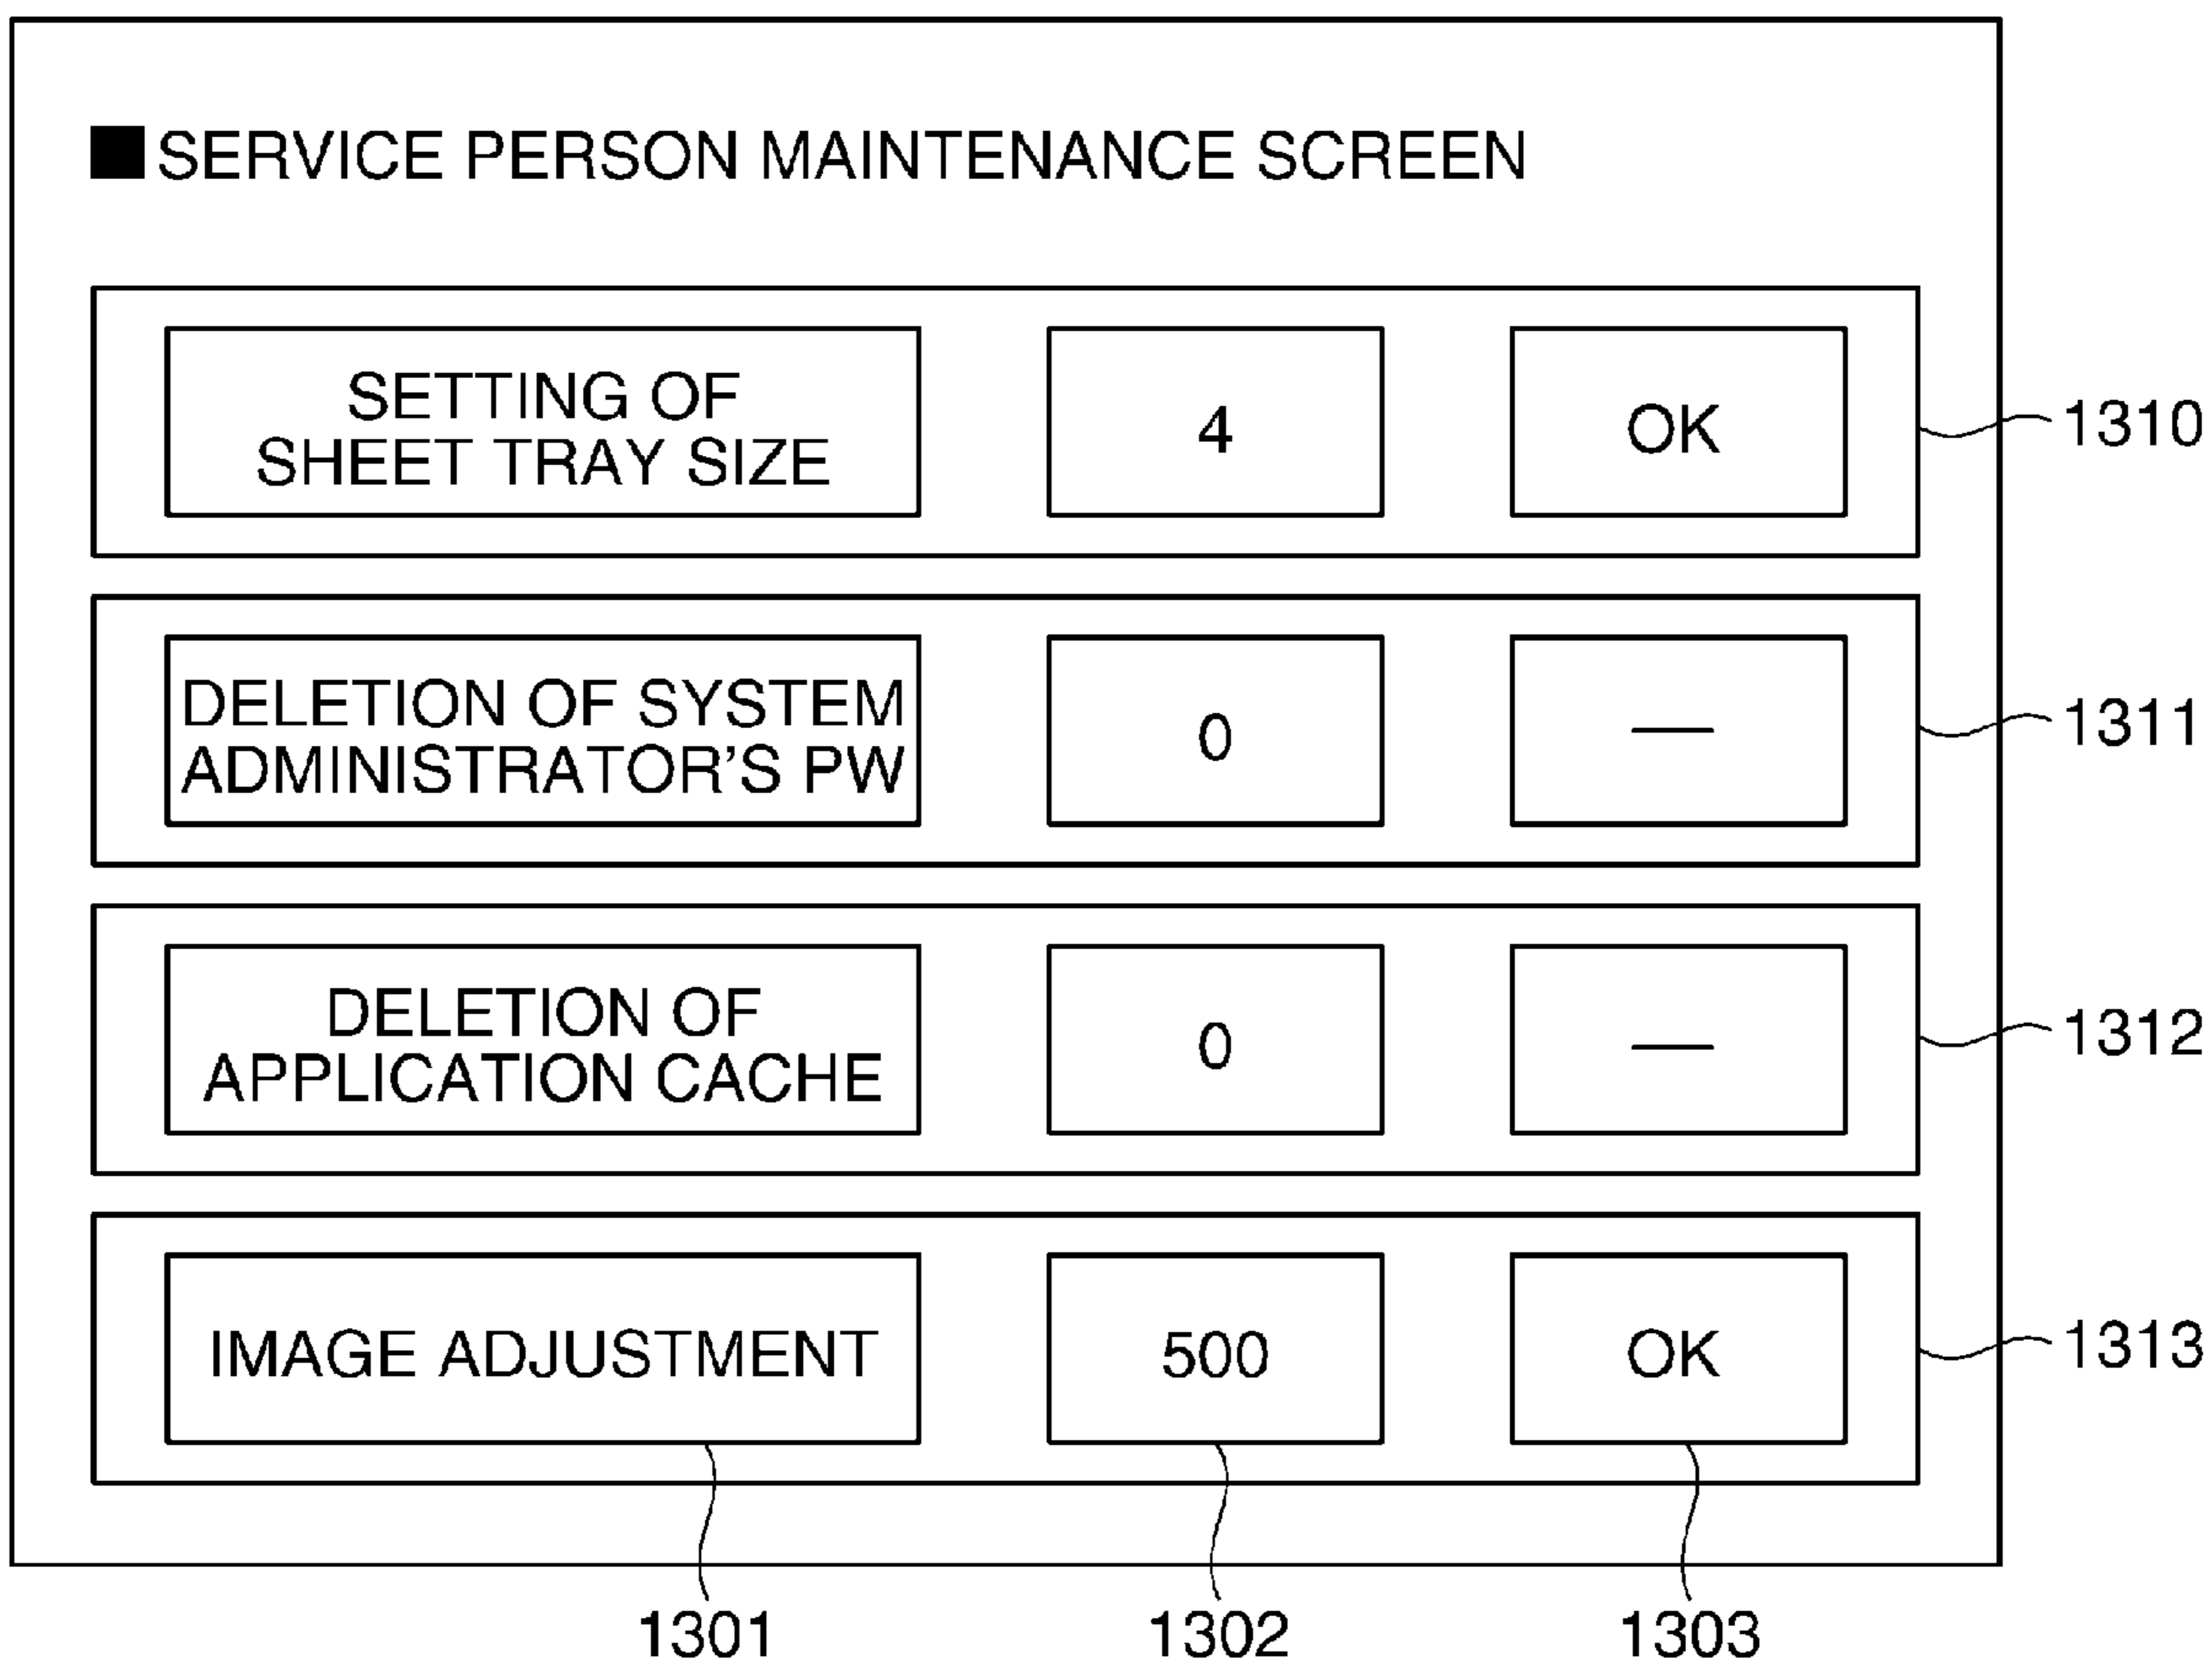 ■SERVICE PERSON MAINTENANCE SCREEN
SETTING OF
SHEET TRAY SIZE
4
OK
1310
DELETION OF SYSTEM
ADMINISTRATOR'S PW
0
—
1311
DELETION OF
APPLICATION CACHE
0
—
1312
IMAGE ADJUSTMENT
500
OK
1313
1301
1302
1303